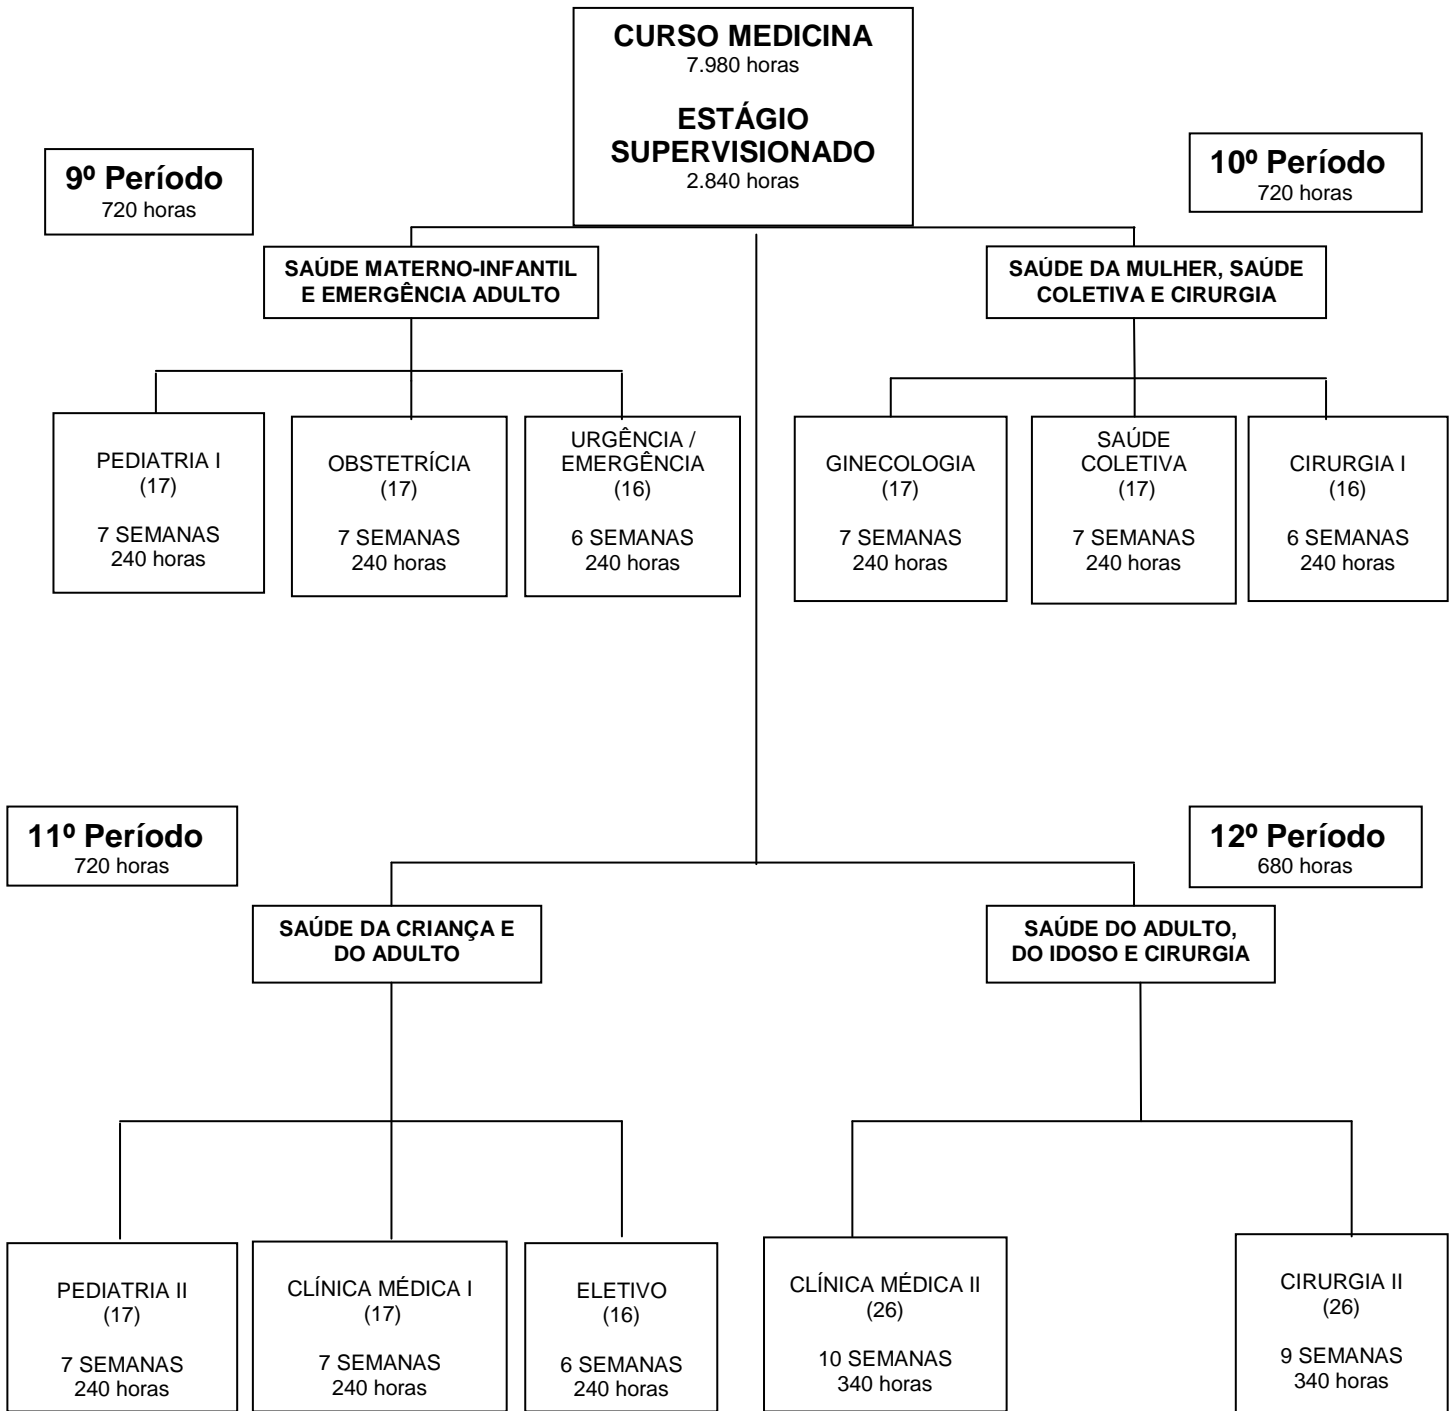 CURSO MEDICINA
7.980 horas
ESTÁGIO
SUPERVISIONADO
2.840 horas
9º Período
720 horas
10º Período
720 horas
SAÚDE MATERNO-INFANTIL
E EMERGÊNCIA ADULTO
SAÚDE DA MULHER, SAÚDE
COLETIVA E CIRURGIA
PEDIATRIA I
(17)
7 SEMANAS
240 horas
OBSTETRÍCIA
(17)
7 SEMANAS
240 horas
URGÊNCIA /
EMERGÊNCIA
(16)
6 SEMANAS
240 horas
GINECOLOGIA
(17)
7 SEMANAS
240 horas
SAÚDE
COLETIVA
(17)
7 SEMANAS
240 horas
CIRURGIA I
(16)
6 SEMANAS
240 horas
11º Período
720 horas
12º Período
680 horas
SAÚDE DA CRIANÇA E
DO ADULTO
SAÚDE DO ADULTO,
DO IDOSO E CIRURGIA
PEDIATRIA II
(17)
7 SEMANAS
240 horas
CLÍNICA MÉDICA I
(17)
7 SEMANAS
240 horas
ELETIVO
(16)
6 SEMANAS
240 horas
CLÍNICA MÉDICA II
(26)
10 SEMANAS
340 horas
CIRURGIA II
(26)
9 SEMANAS
340 horas